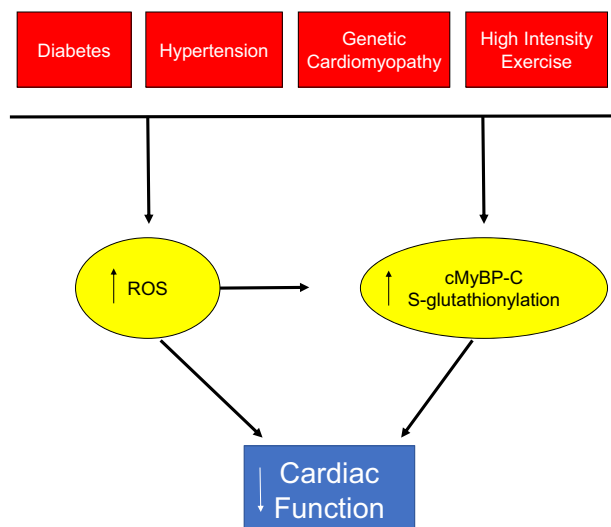 Diabetes
Hypertension
Genetic
Cardiomyopathy
High Intensity
Exercise
ROS
cMyBP-C
S-glutathionylation
Cardiac
Function